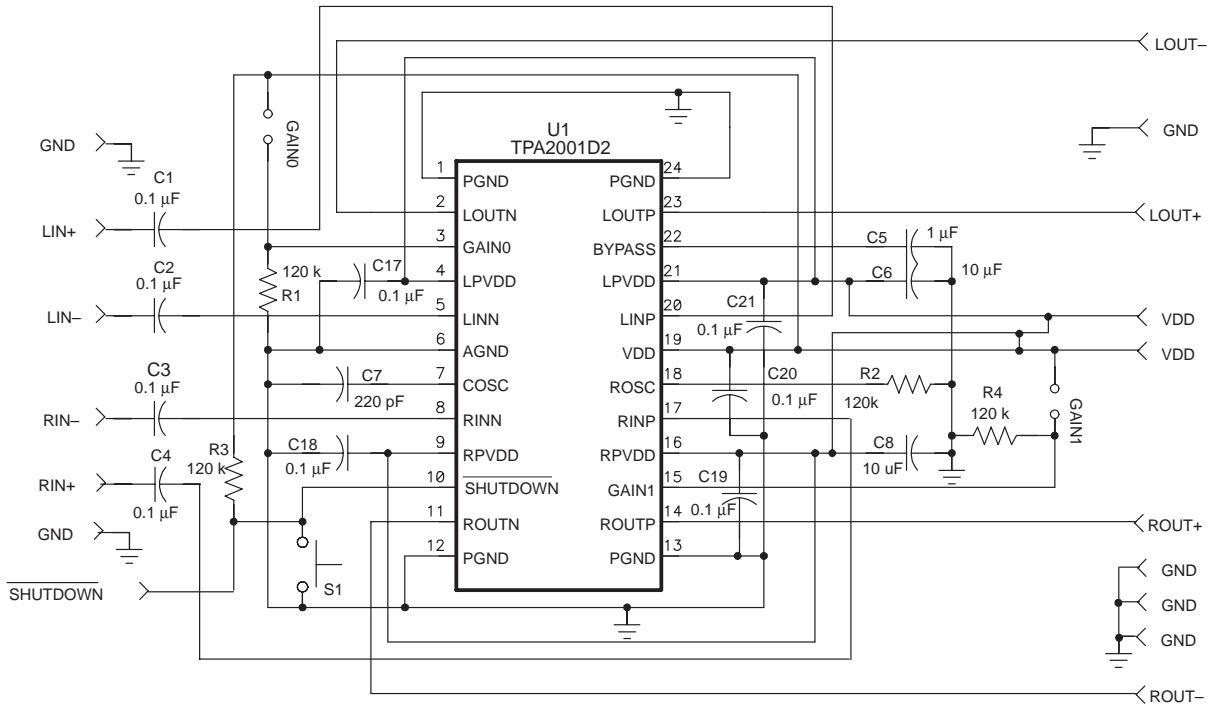 LOUT–
GND
LOUT+
VDD
VDD
ROUT+
GND
GND
GND
ROUT–
GND
C1
0.1 µF
LIN+
C2
0.1 µF
LIN–
C3
0.1 µF
RIN–
C4
RIN+
0.1 µF
GND
SHUTDOWN
GAIN0
120 k
R1
C17
0.1 µF
C7
220 pF
C18
0.1 µF
R3
120 k
S1
U1
TPA2001D2
1 PGND
2 LOUTN
3 GAIN0
4 LPVDD
5 LINN
6 AGND
7 COSC
8 RINN
9 RPVDD
10 SHUTDOWN
11 ROUTN
12 PGND
PGND 24
LOUTP 23
BYPASS 22
LPVDD 21
LINP 20
VDD 19
ROSC 18
RINP 17
RPVDD 16
GAIN1 15
ROUTP 14
PGND 13
C5
1 µF
C6
10 µF
C21
0.1 µF
C20
0.1 µF
R2
120k
R4
120 k
GAIN1
C8
10 uF
C19
0.1 µF